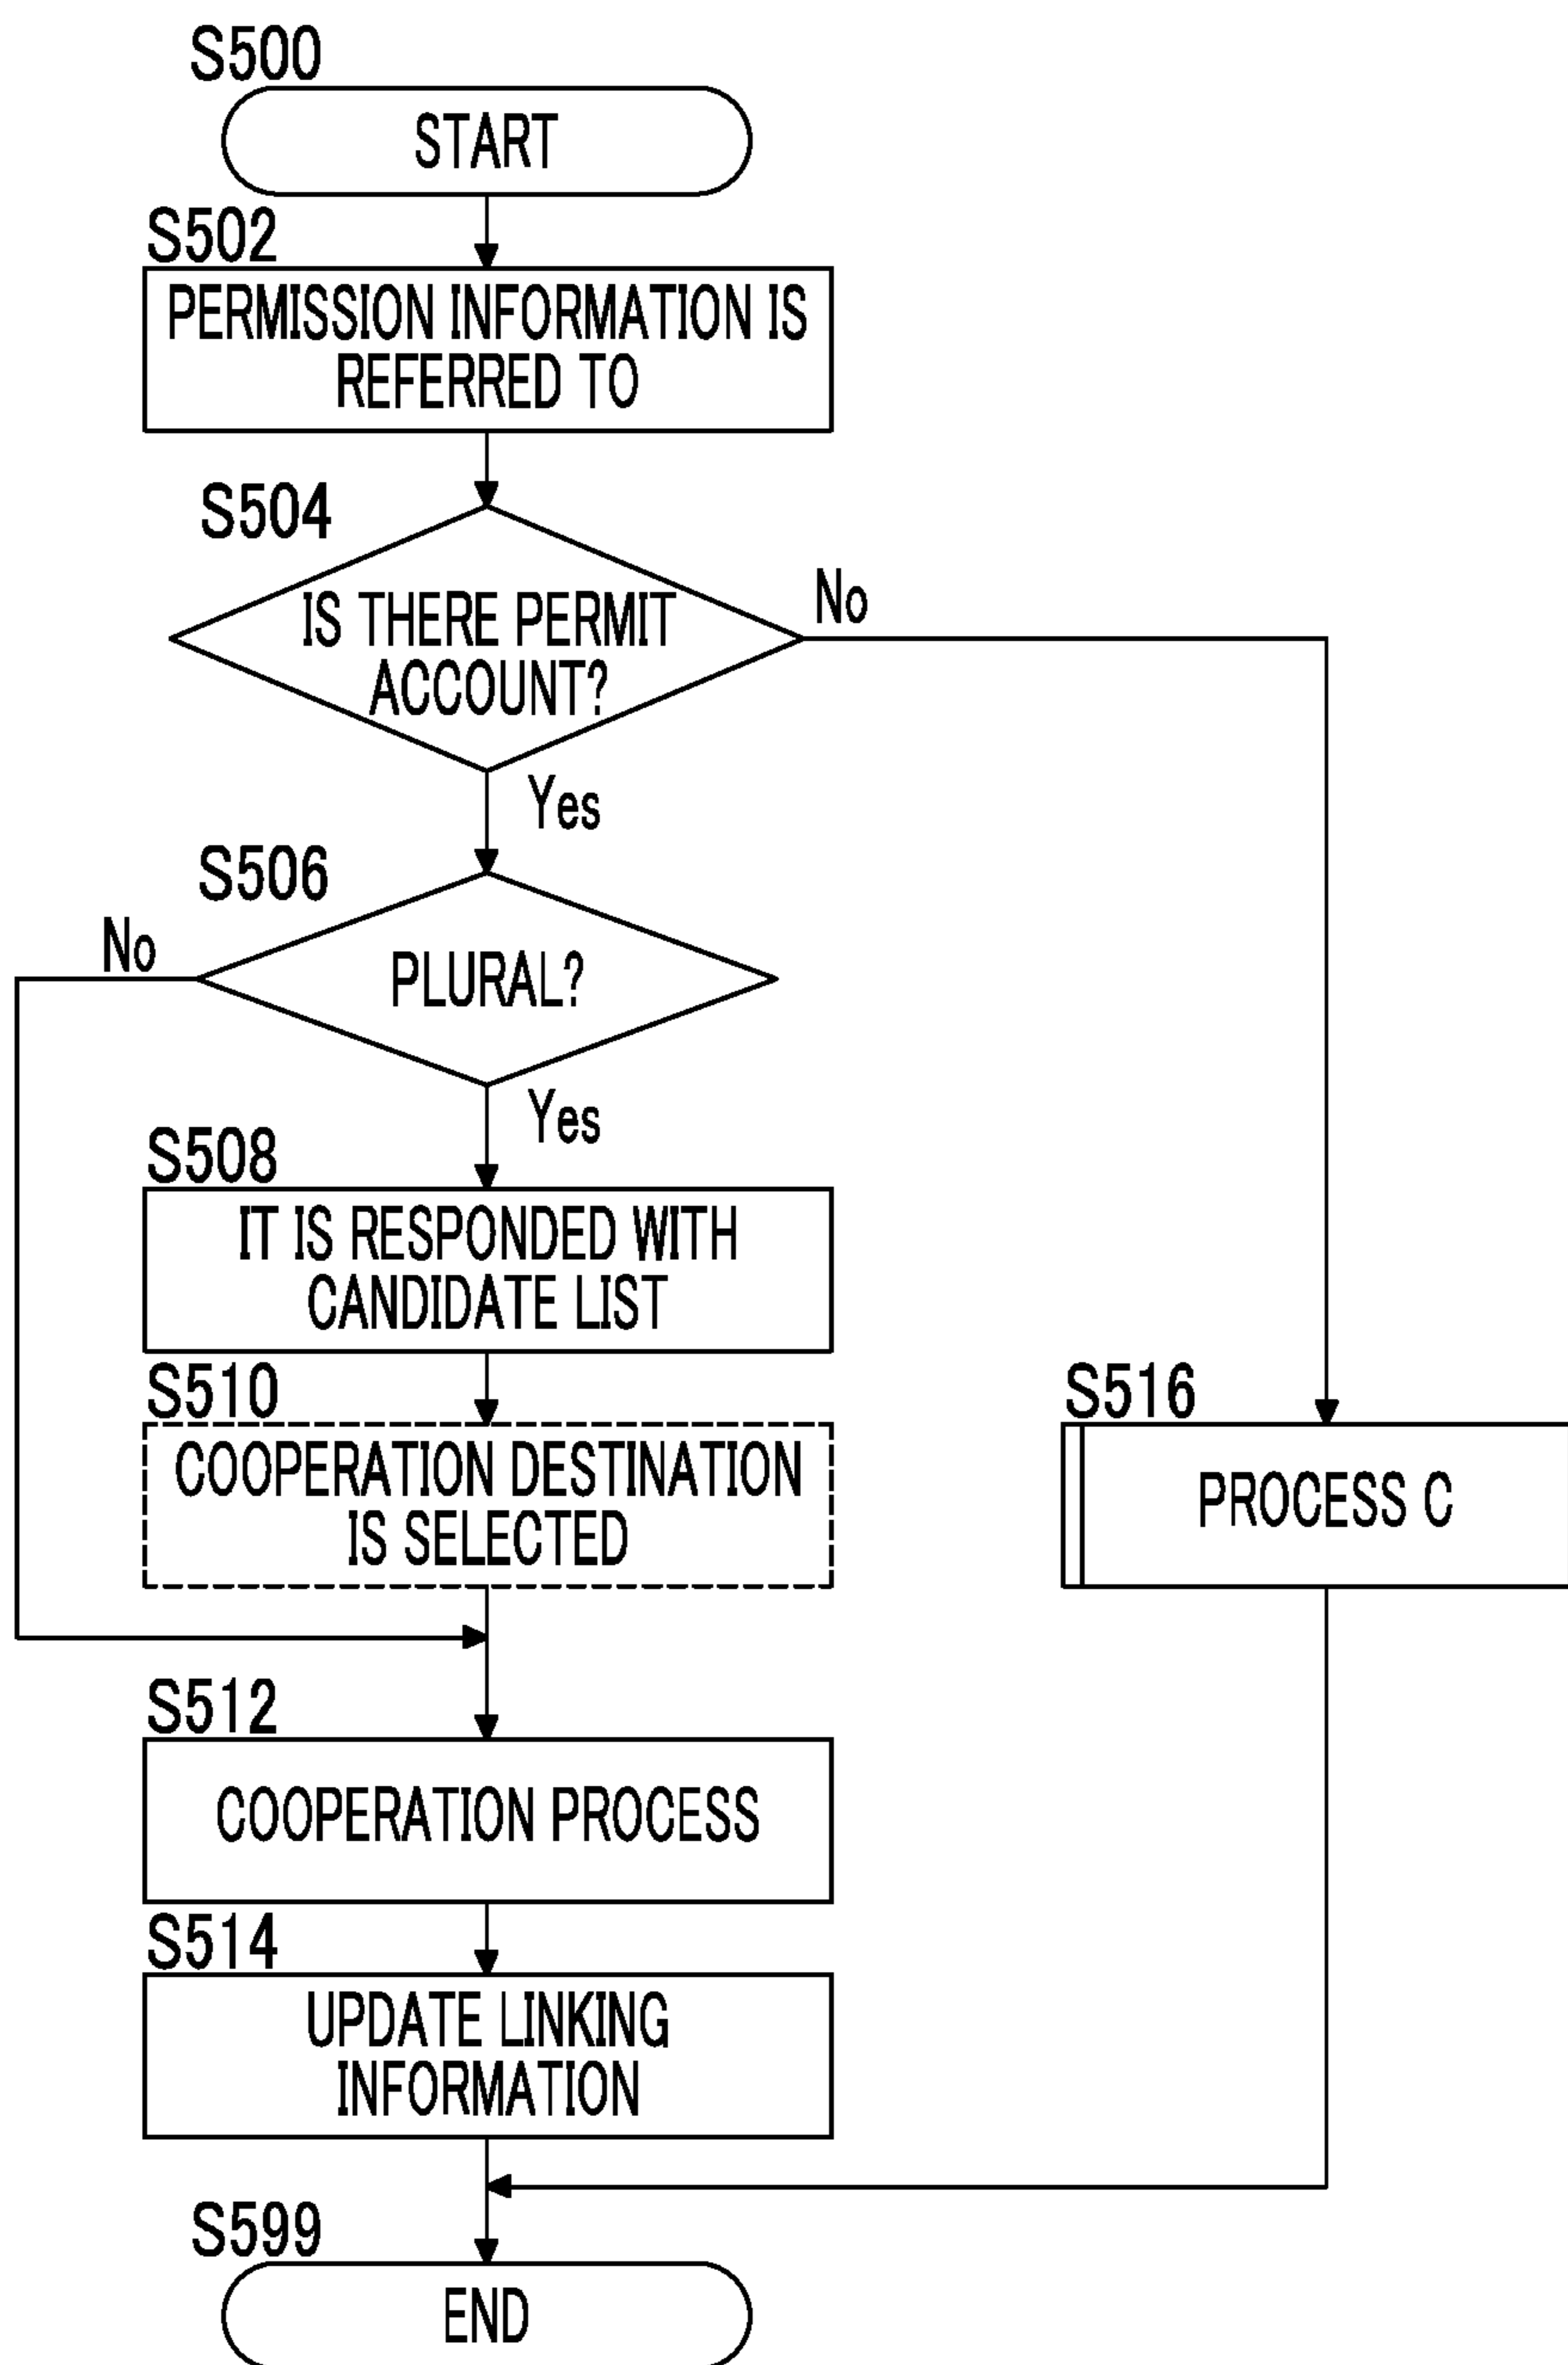 S500
START
S502
PERMISSION INFORMATION IS
REFERRED TO
S504
IS THERE PERMIT
ACCOUNT?
No
Yes
S506
No
PLURAL?
Yes
S508
IT IS RESPONDED WITH
CANDIDATE LIST
S510
COOPERATION DESTINATION
IS SELECTED
S516
PROCESS C
S512
COOPERATION PROCESS
S514
UPDATE LINKING
INFORMATION
S599
END